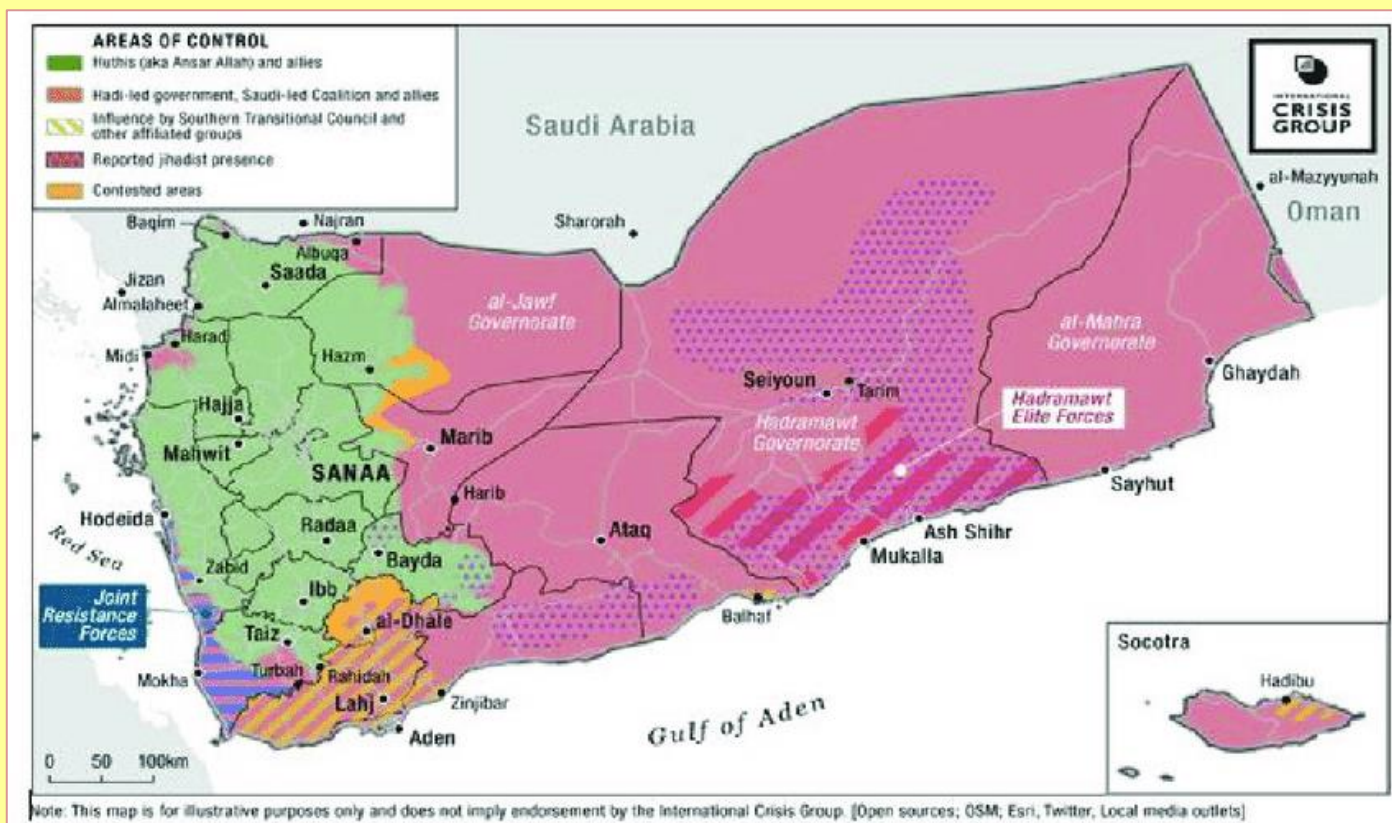 AREAS OF CONTROL
Huthis (aka Ansar Allah) and allies
Hadi-led government, Saudi-led Coalition and allies
Influence by Southern Transitional Council and
other affiliated groups
Reported jihadist presence
Contested areas
INTERNATIONAL
CRISIS
GROUP
Saudi Arabia
al-Mazyyunah
Oman
Baqim
Najran
Sharorah
Albuqa
Saada
Jizan
Almalaheet
al-Jawf
Governorate
al-Mahra
Governorate
Harad
Midi
Hazm
Ghaydah
Seiyoun
Tarim
Hajja
Hadramawt
Elite Forces
Hadramawt
Governorate
Marib
Mahwit
SANAA
Sayhut
Harib
Hodeida
Ash Shihr
Radaa
Ataq
Mukalla
Red Sea
Bayda
Zabid
Ibb
Joint
Resistance
Forces
al-Dhale
Balhaf
Taiz
Socotra
Turbah
Rahidah
Mokha
Hadibu
Lahj
Zinjibar
Gulf of Aden
Aden
0 50 100km
Note: This map is for illustrative purposes only and does not imply endorsement by the International Crisis Group. [Open sources; OSM; Esri, Twitter, Local media outlets]